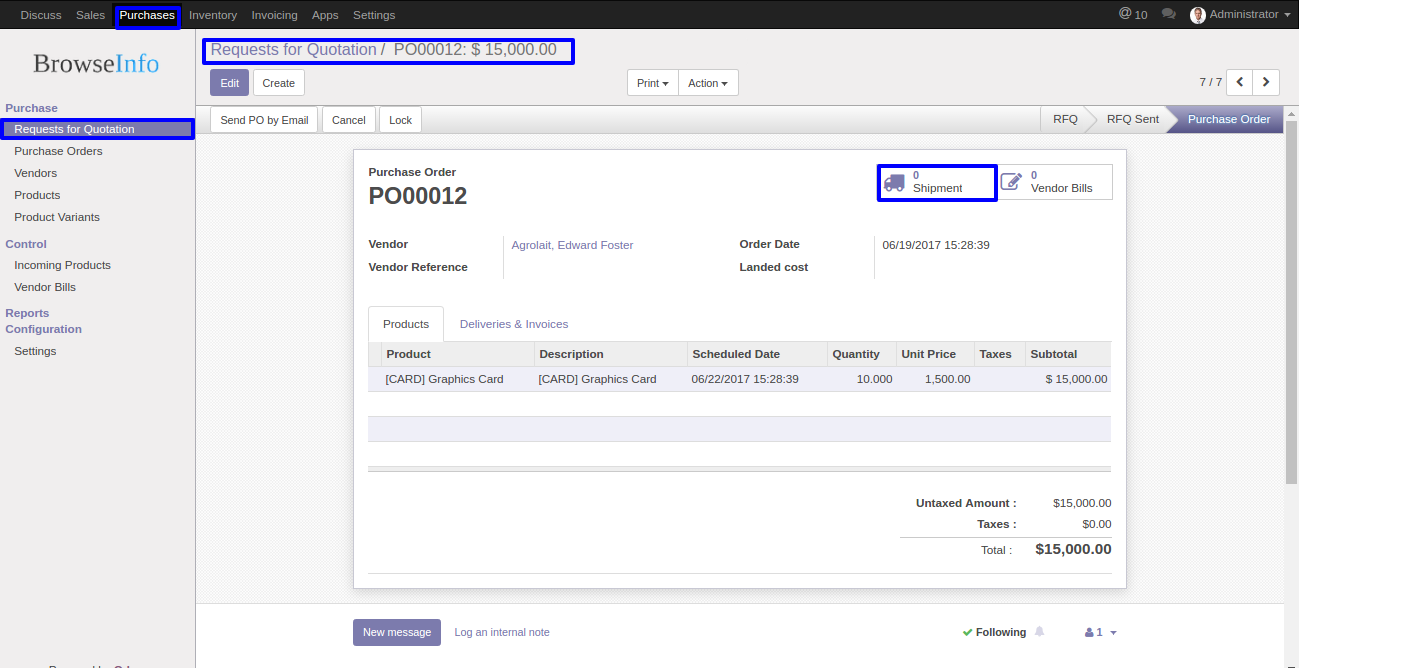 Discuss Sales Purchases Inventory Invoicing Apps Settings @ 10 Administrator
BrowseInfo
Purchase
Requests for Quotation
Purchase Orders
Vendors
Products
Product Variants
Control
Incoming Products
Vendor Bills
Reports
Configuration
Settings
Requests for Quotation / PO00012: $ 15,000.00
Edit Create Print Action 7 / 7
Send PO by Email Cancel Lock RFQ RFQ Sent Purchase Order
Purchase Order
PO00012
0 Shipment
0 Vendor Bills
Vendor Agrolait, Edward Foster Order Date 06/19/2017 15:28:39
Vendor Reference Landed cost
Products Deliveries & Invoices
Product Description Scheduled Date Quantity Unit Price Taxes Subtotal
[CARD] Graphics Card [CARD] Graphics Card 06/22/2017 15:28:39 10.000 1,500.00 $ 15,000.00
Untaxed Amount : $15,000.00
Taxes : $0.00
Total : $15,000.00
New message Log an internal note Following 1